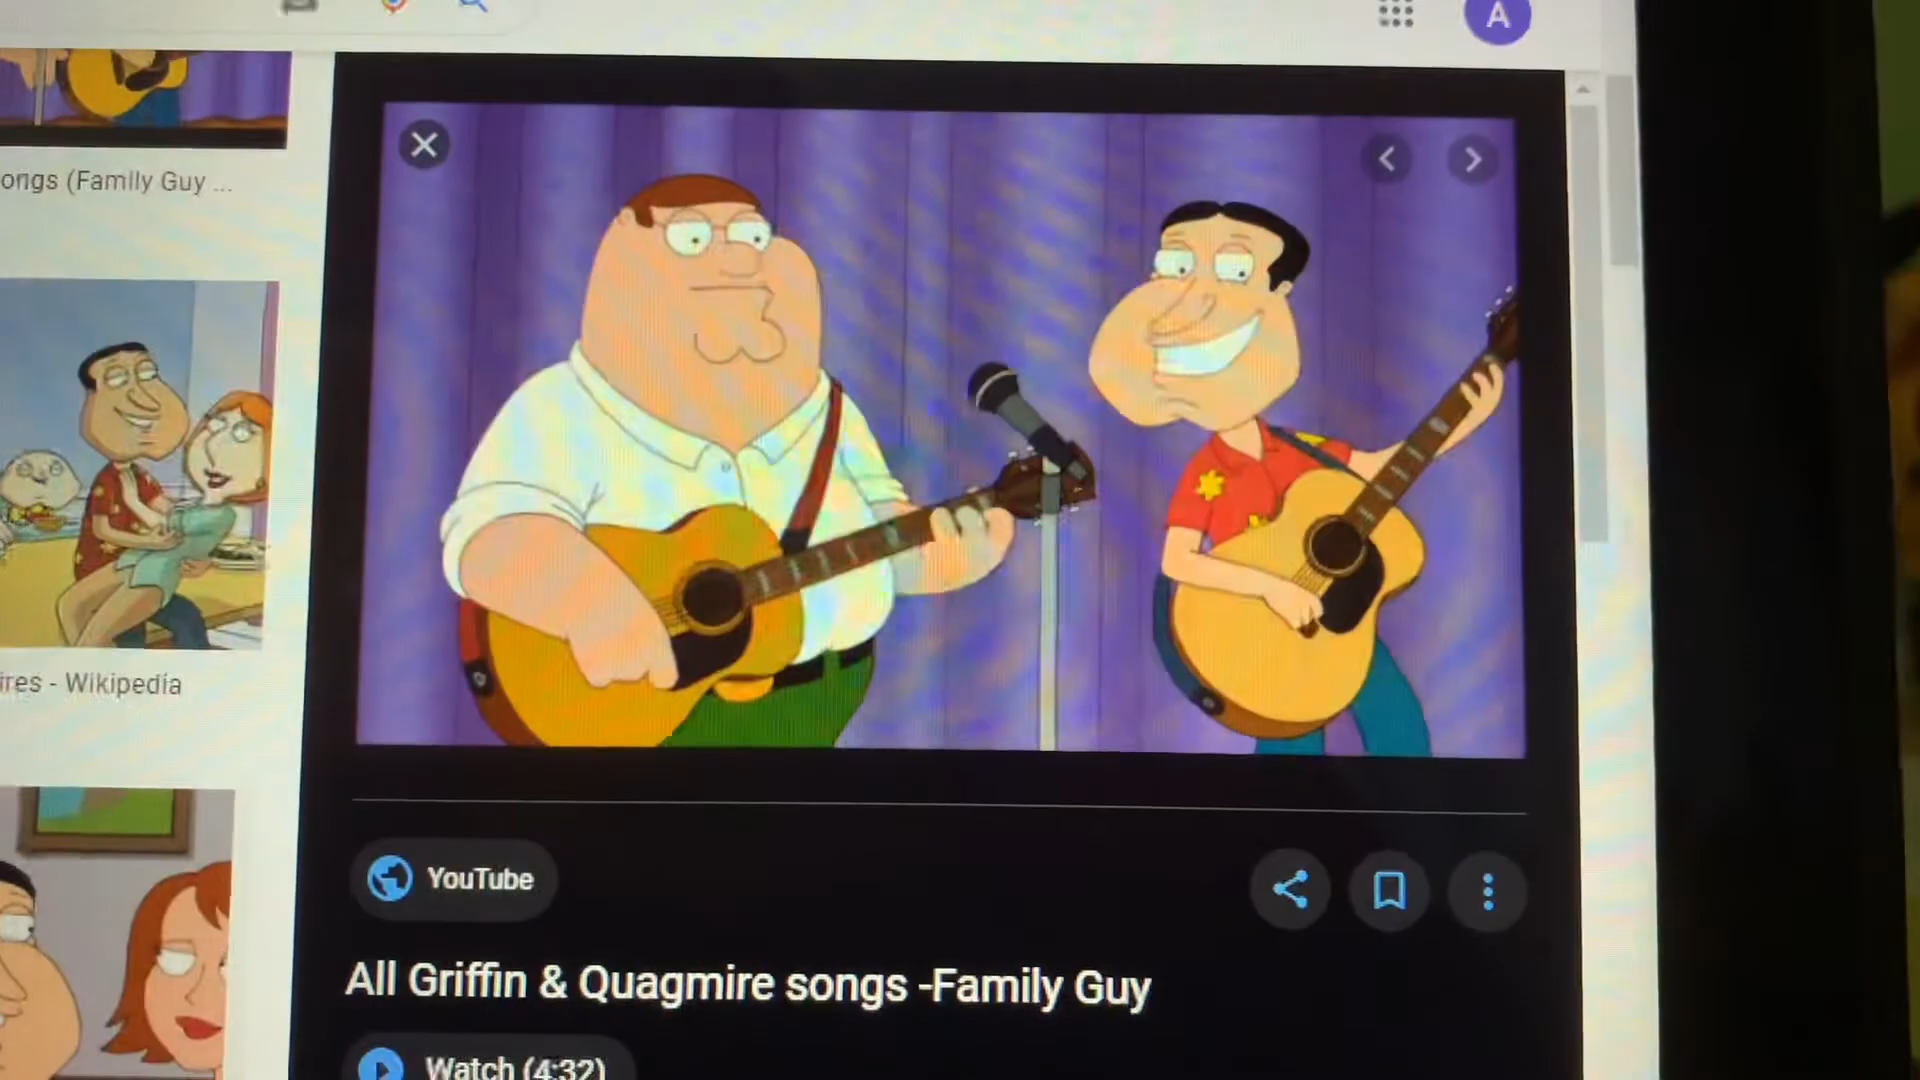 A
ongs (Family Guy ...
ires - Wikipedia
YouTube
All Griffin & Quagmire songs -Family Guy
Watch (4:32)